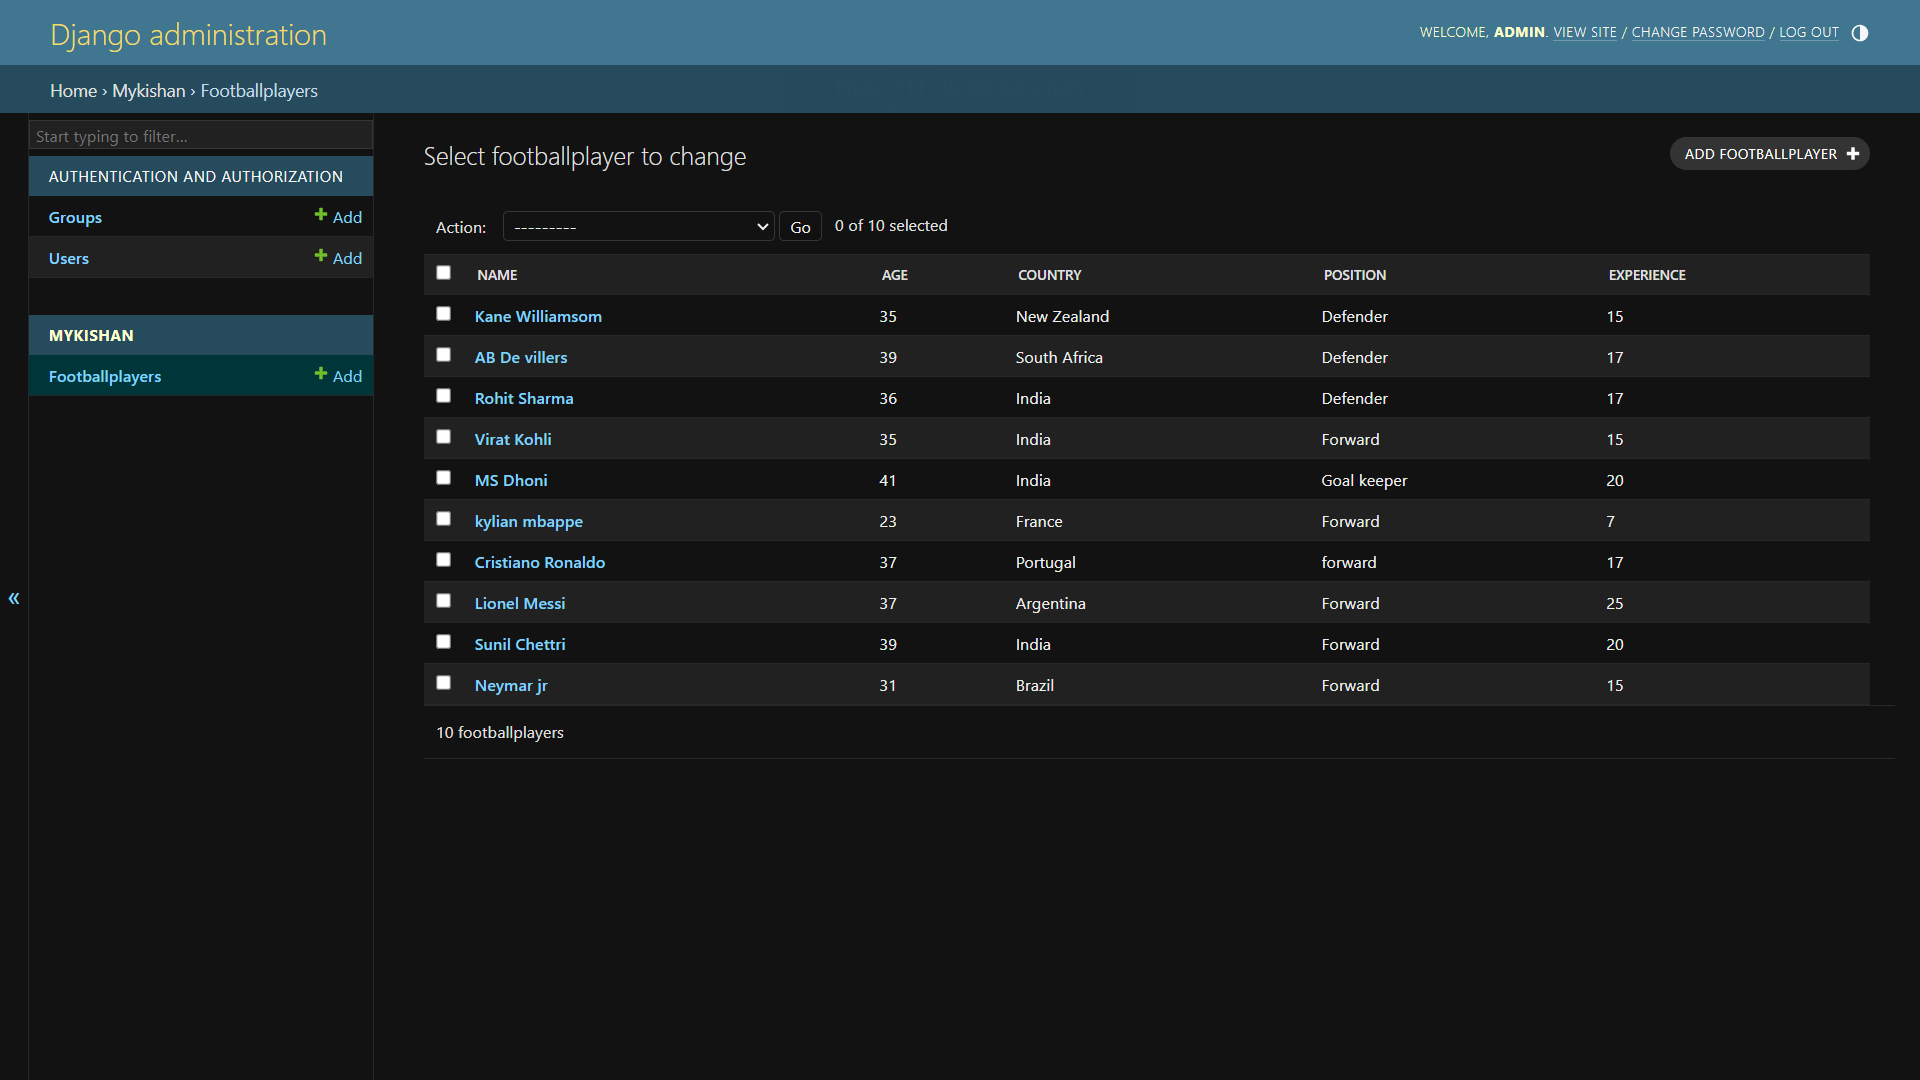 Django administration
WELCOME, ADMIN. VIEW SITE / CHANGE PASSWORD / LOG OUT
Home › Mykishan › Footballplayers
Start typing to filter...
AUTHENTICATION AND AUTHORIZATION
Groups Add
Users Add
MYKISHAN
Footballplayers Add
«
Select footballplayer to change
ADD FOOTBALLPLAYER
Action: --------- Go 0 of 10 selected
NAME AGE COUNTRY POSITION EXPERIENCE
Kane Williamsom 35 New Zealand Defender 15
AB De villers 39 South Africa Defender 17
Rohit Sharma 36 India Defender 17
Virat Kohli 35 India Forward 15
MS Dhoni 41 India Goal keeper 20
kylian mbappe 23 France Forward 7
Cristiano Ronaldo 37 Portugal forward 17
Lionel Messi 37 Argentina Forward 25
Sunil Chettri 39 India Forward 20
Neymar jr 31 Brazil Forward 15
10 footballplayers